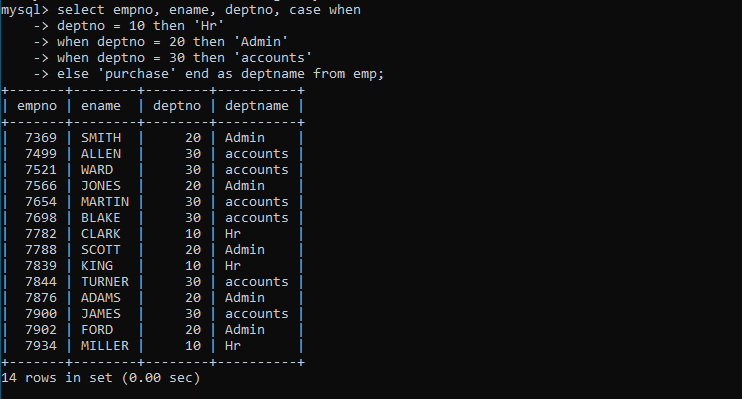 mysql> select empno, ename, deptno, case when
    -> deptno = 10 then 'Hr'
    -> when deptno = 20 then 'Admin'
    -> when deptno = 30 then 'accounts'
    -> else 'purchase' end as deptname from emp;
+-------+--------+--------+----------+
| empno | ename  | deptno | deptname |
+-------+--------+--------+----------+
|  7369 | SMITH  |     20 | Admin    |
|  7499 | ALLEN  |     30 | accounts |
|  7521 | WARD   |     30 | accounts |
|  7566 | JONES  |     20 | Admin    |
|  7654 | MARTIN |     30 | accounts |
|  7698 | BLAKE  |     30 | accounts |
|  7782 | CLARK  |     10 | Hr       |
|  7788 | SCOTT  |     20 | Admin    |
|  7839 | KING   |     10 | Hr       |
|  7844 | TURNER |     30 | accounts |
|  7876 | ADAMS  |     20 | Admin    |
|  7900 | JAMES  |     30 | accounts |
|  7902 | FORD   |     20 | Admin    |
|  7934 | MILLER |     10 | Hr       |
+-------+--------+--------+----------+
14 rows in set (0.00 sec)